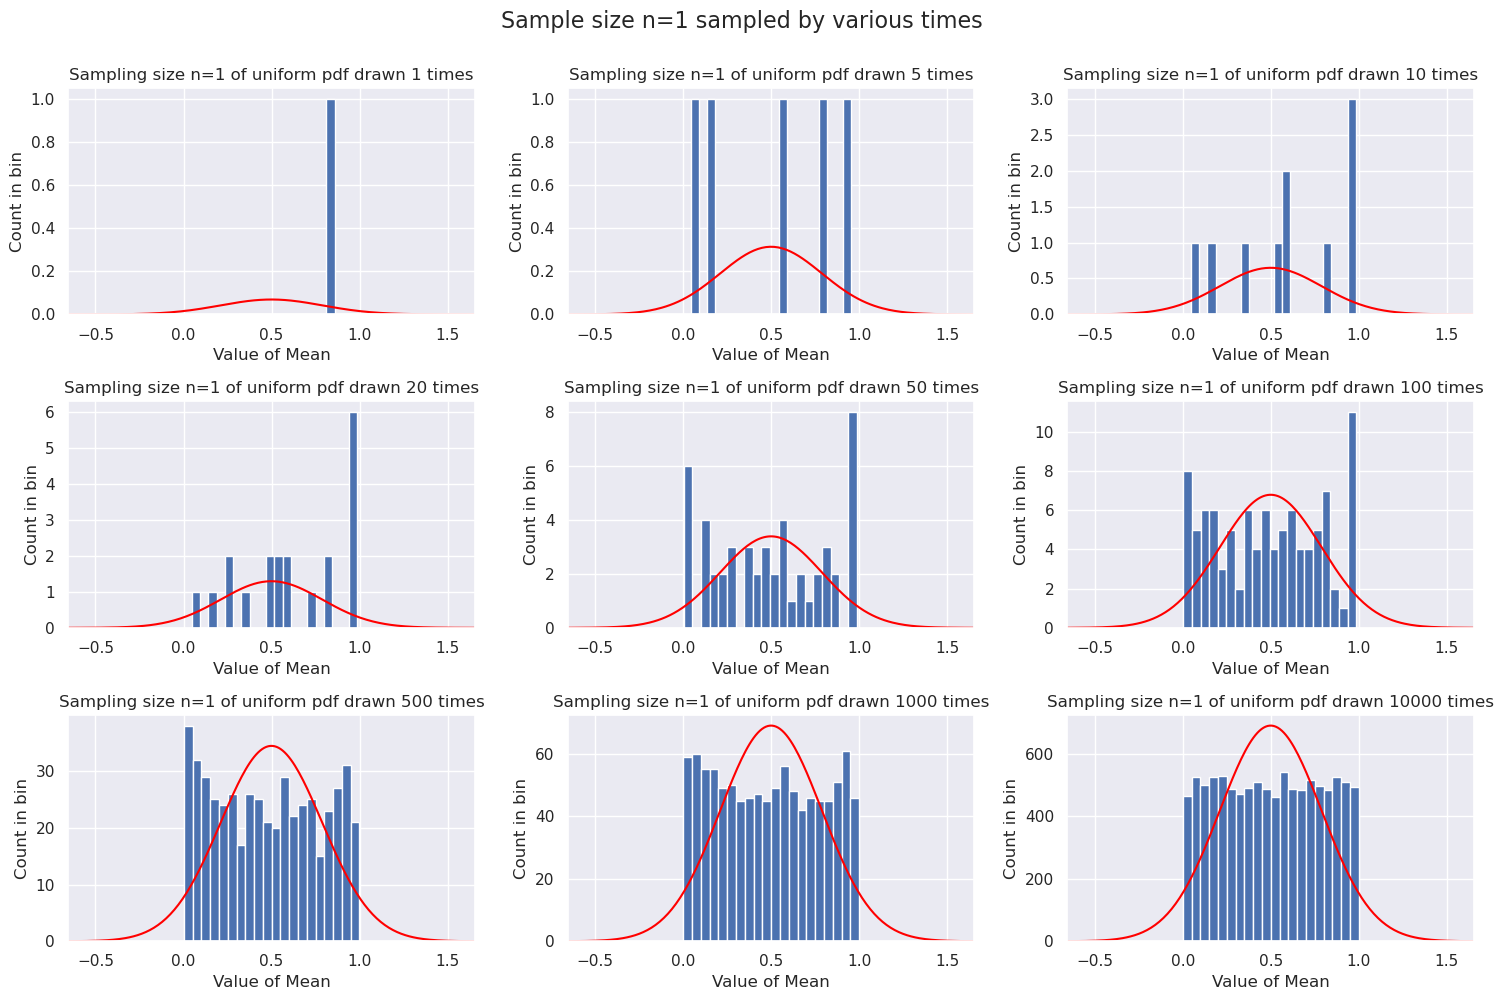 Sample size n=1 sampled by various times
Sampling size n=1 of uniform pdf drawn 1 times
1.0
0.8
0.6
0.4
0.2
0.0
Count in bin
−0.5 0.0 0.5 1.0 1.5
Value of Mean
Sampling size n=1 of uniform pdf drawn 5 times
1.0
0.8
0.6
0.4
0.2
0.0
Count in bin
−0.5 0.0 0.5 1.0 1.5
Value of Mean
Sampling size n=1 of uniform pdf drawn 10 times
3.0
2.5
2.0
1.5
1.0
0.5
0.0
Count in bin
−0.5 0.0 0.5 1.0 1.5
Value of Mean
Sampling size n=1 of uniform pdf drawn 20 times
6
5
4
3
2
1
0
Count in bin
−0.5 0.0 0.5 1.0 1.5
Value of Mean
Sampling size n=1 of uniform pdf drawn 50 times
8
6
4
2
0
Count in bin
−0.5 0.0 0.5 1.0 1.5
Value of Mean
Sampling size n=1 of uniform pdf drawn 100 times
10
8
6
4
2
0
Count in bin
−0.5 0.0 0.5 1.0 1.5
Value of Mean
Sampling size n=1 of uniform pdf drawn 500 times
30
20
10
0
Count in bin
−0.5 0.0 0.5 1.0 1.5
Value of Mean
Sampling size n=1 of uniform pdf drawn 1000 times
60
40
20
0
Count in bin
−0.5 0.0 0.5 1.0 1.5
Value of Mean
Sampling size n=1 of uniform pdf drawn 10000 times
600
400
200
0
Count in bin
−0.5 0.0 0.5 1.0 1.5
Value of Mean